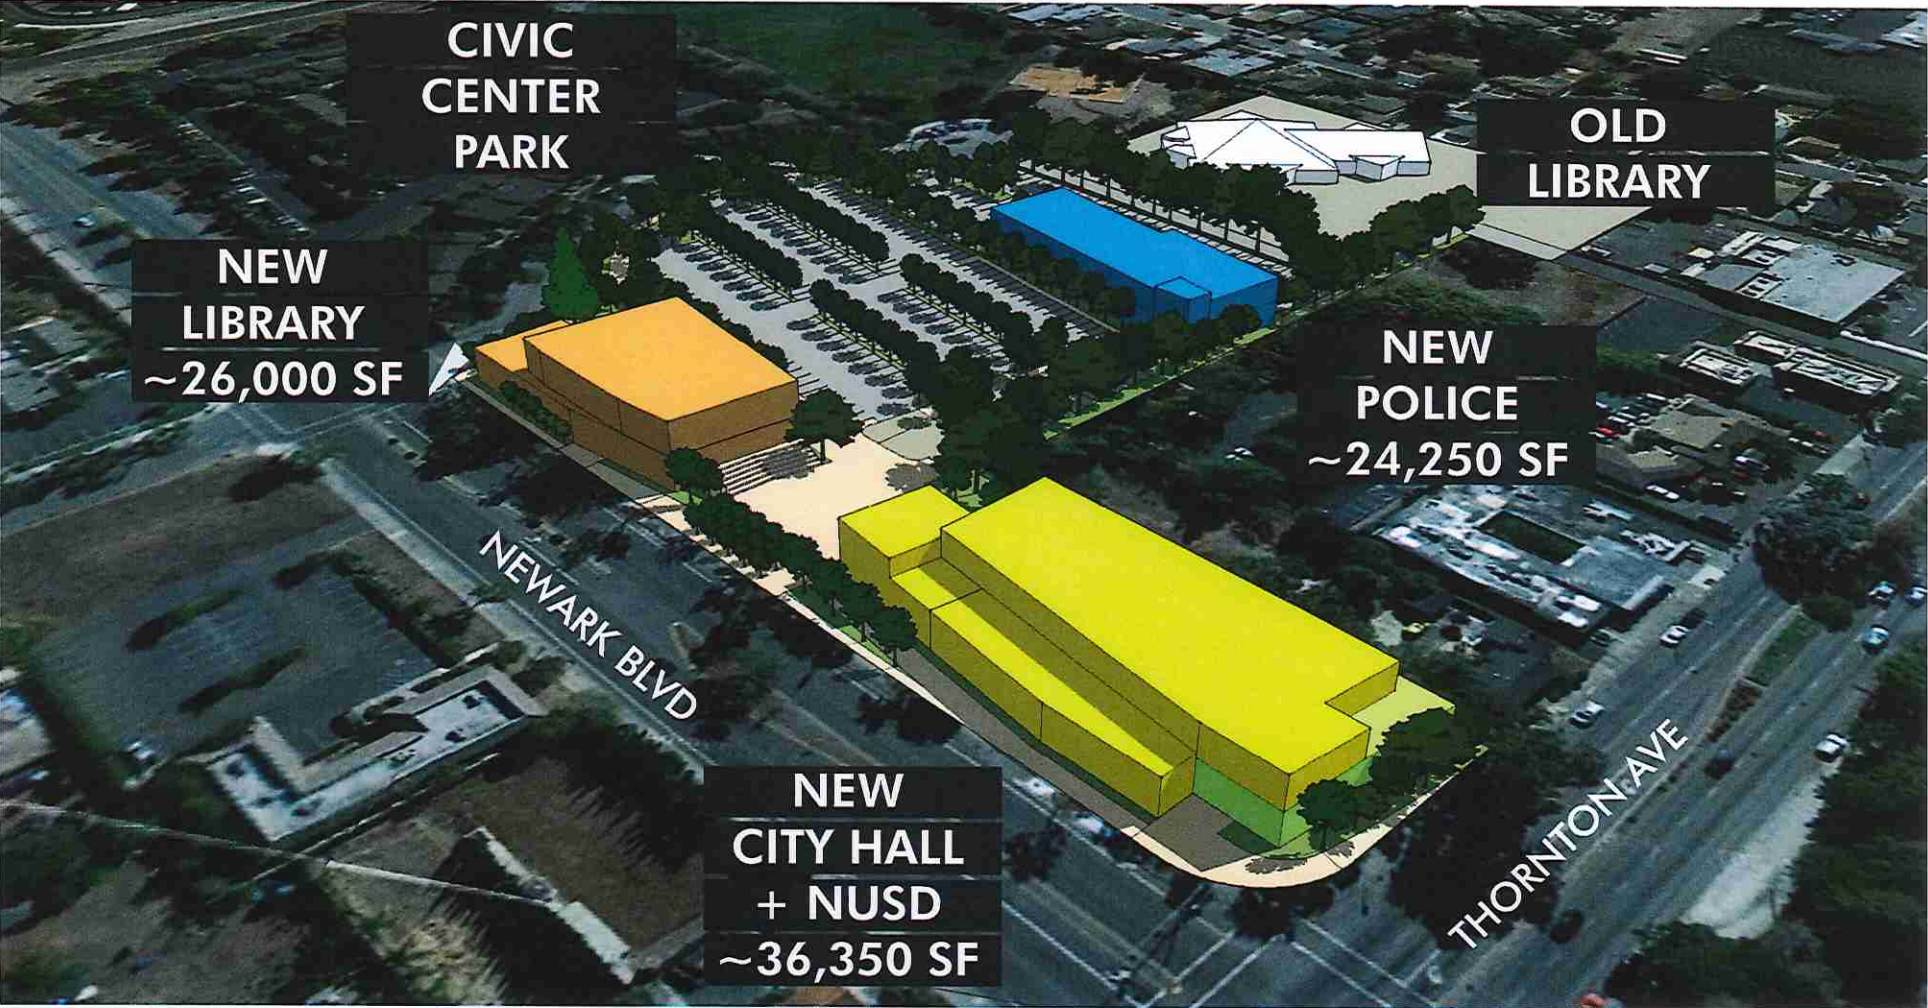 CIVIC
CENTER
PARK
OLD
LIBRARY
NEW
LIBRARY
~26,000 SF
NEW
POLICE
~24,250 SF
NEWARK BLVD
NEW
CITY HALL
+ NUSD
~36,350 SF
THORNTON AVE